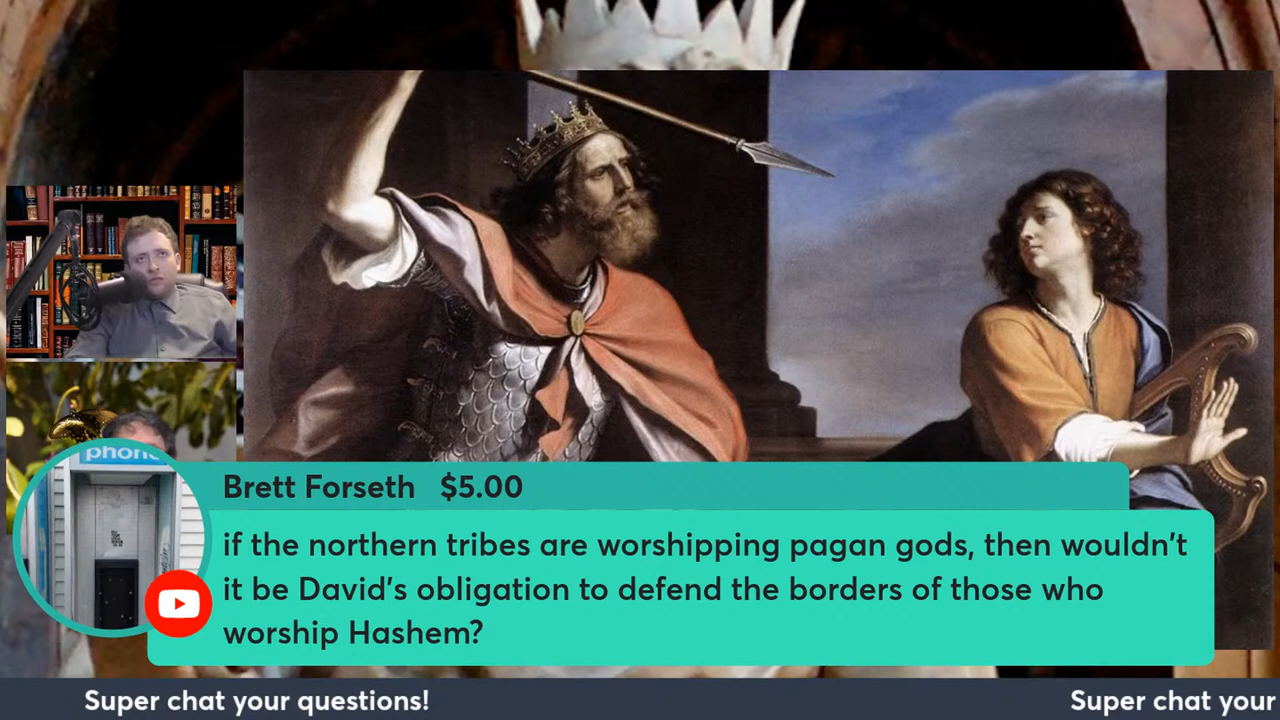 phone
Brett Forseth $5.00
if the northern tribes are worshipping pagan gods, then wouldn't
it be David's obligation to defend the borders of those who
worship Hashem?
Super chat your questions! Super chat your